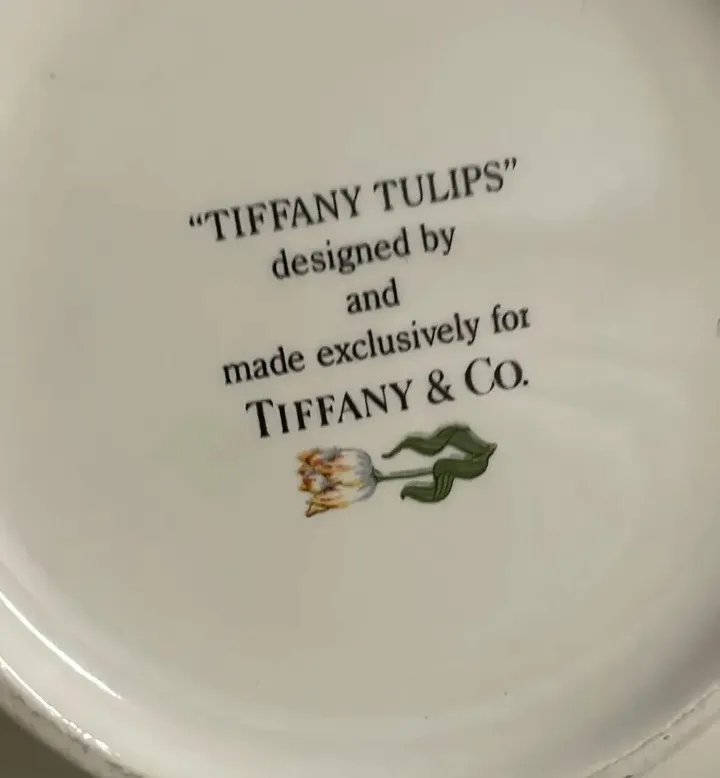 “TIFFANY TULIPS”
designed by
and
made exclusively for
TIFFANY & CO.